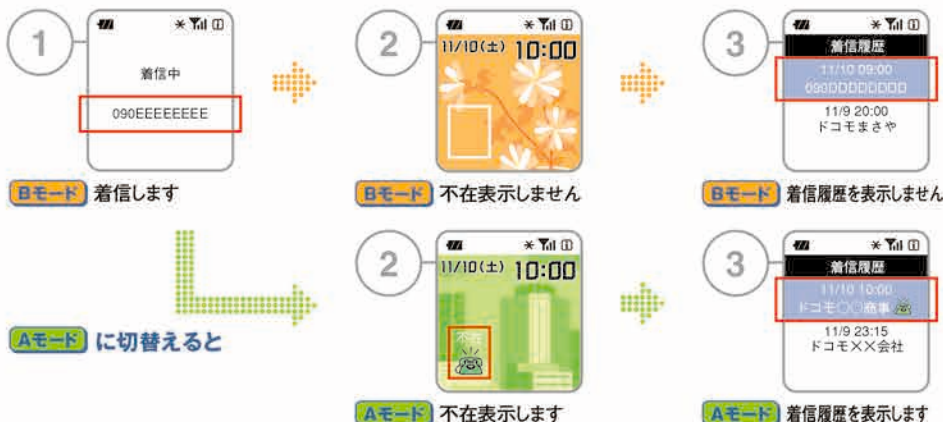 1
着信中
090EEEEEEEE
Bモード 着信します
2
11/10(土) 10:00
Bモード 不在表示しません
3
着信履歴
11/10 09:00
090DDDDDDDD
11/9 20:00
ドコモまさや
Bモード 着信履歴を表示しません
Aモード に切替えると
2
11/10(土) 10:00
不在
Aモード 不在表示します
3
着信履歴
11/10 10:00
ドコモ○○商事
11/9 23:15
ドコモ××会社
Aモード 着信履歴を表示します